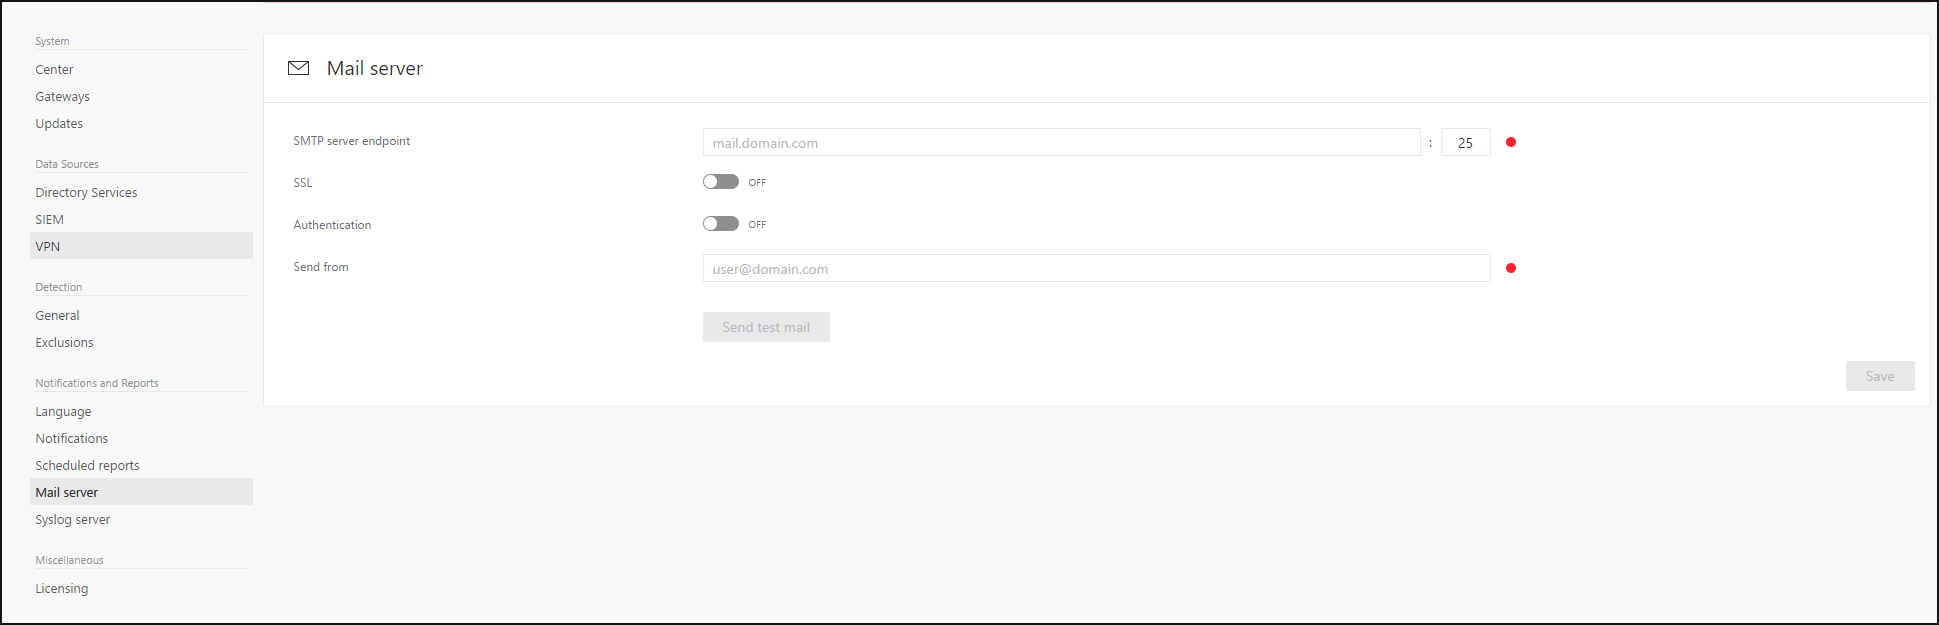 System
Center
Gateways
Updates
Data Sources
Directory Services
SIEM
VPN
Detection
General
Exclusions
Notifications and Reports
Language
Notifications
Scheduled reports
Mail server
Syslog server
Miscellaneous
Licensing
Mail server
SMTP server endpoint
mail.domain.com : 25
SSL
OFF
Authentication
OFF
Send from
user@domain.com
Send test mail
Save